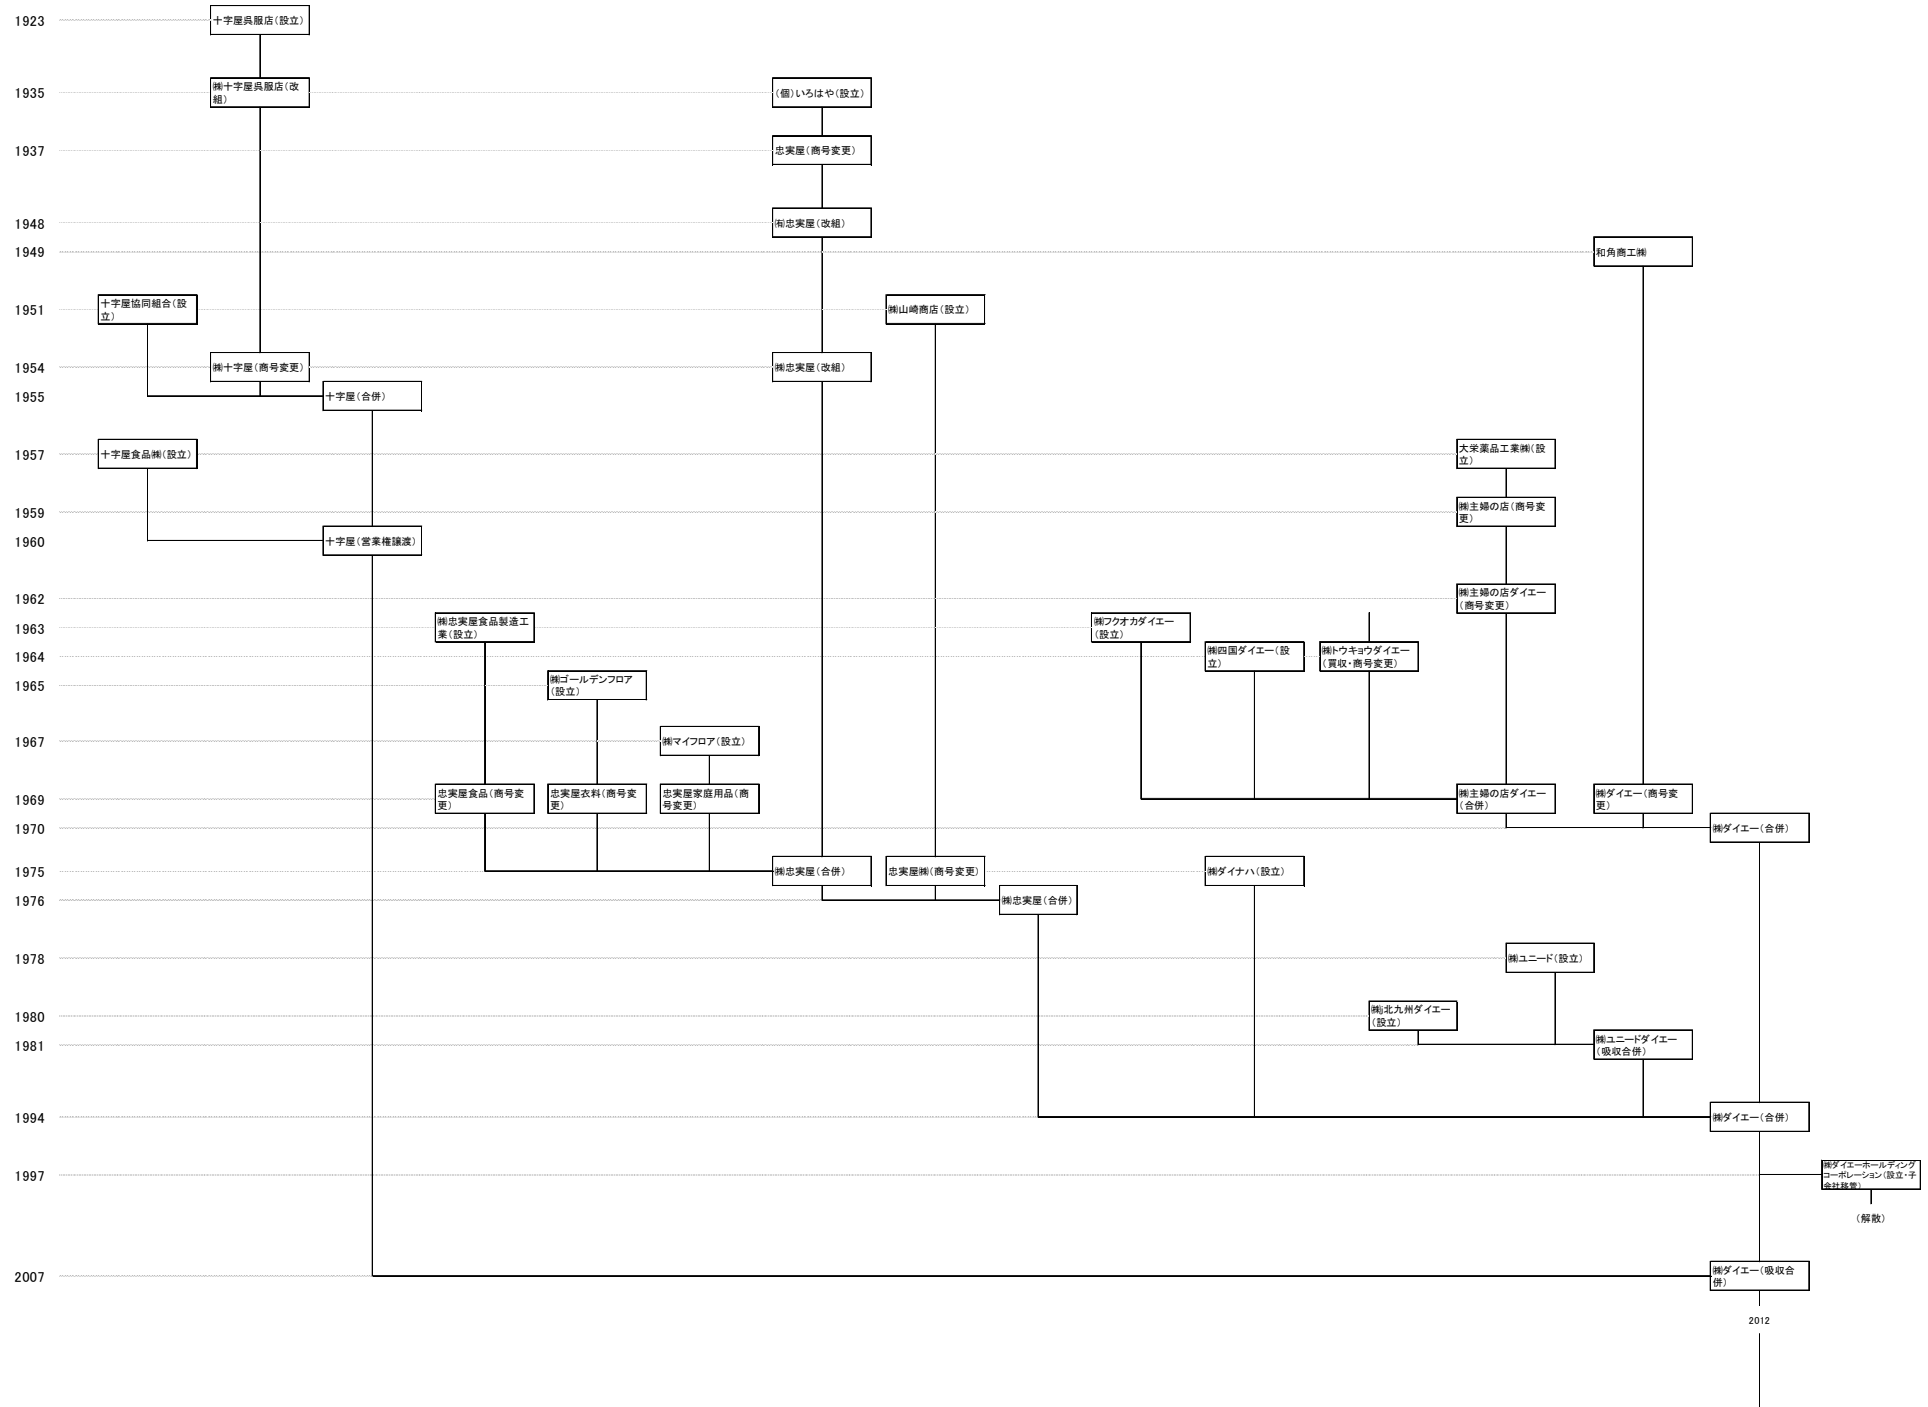 1923
十字屋呉服店(設立)
1935
㈱十字屋呉服店(改
組)
(個)いろはや(設立)
1937
忠実屋(商号変更)
1948
㈲忠実屋(改組)
1949
和角商工㈱
1951
十字屋協同組合(設
立)
㈱山崎商店(設立)
1954
㈱十字屋(商号変更)
㈱忠実屋(改組)
1955
十字屋(合併)
1957
十字屋食品㈱(設立)
大栄薬品工業㈱(設
立)
1959
㈱主婦の店(商号変
更)
1960
十字屋(営業権譲渡)
1962
㈱主婦の店ダイエー
(商号変更)
1963
㈱忠実屋食品製造工
業(設立)
㈱フクオカダイエー
(設立)
1964
㈱四国ダイエー(設
立)
㈱トウキョウダイエー
(買収・商号変更)
1965
㈱ゴールデンフロア
(設立)
1967
㈱マイフロア(設立)
1969
忠実屋食品(商号変
更)
忠実屋衣料(商号変
更)
忠実屋家庭用品(商
号変更)
㈱主婦の店ダイエー
(合併)
㈱ダイエー(商号変
更)
1970
㈱ダイエー(合併)
1975
㈱忠実屋(合併)
忠実屋㈱(商号変更)
㈱ダイナハ(設立)
1976
㈱忠実屋(合併)
1978
㈱ユニード(設立)
1980
㈱北九州ダイエー
(設立)
1981
㈱ユニードダイエー
(吸収合併)
1994
㈱ダイエー(合併)
1997
㈱ダイエーホールディング
コーポレーション(設立・子
会社移管)
(解散)
2007
㈱ダイエー(吸収合
併)
2012